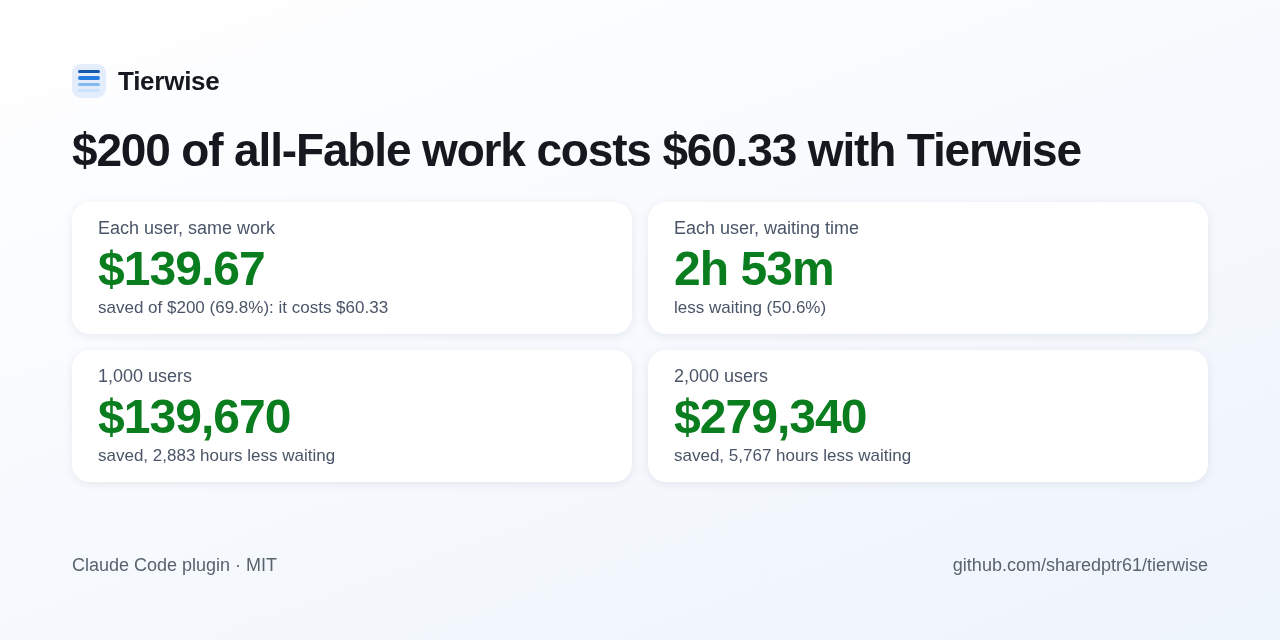 Tierwise
$200 of all-Fable work costs $60.33 with Tierwise
Each user, same work
$139.67
saved of $200 (69.8%): it costs $60.33
Each user, waiting time
2h 53m
less waiting (50.6%)
1,000 users
$139,670
saved, 2,883 hours less waiting
2,000 users
$279,340
saved, 5,767 hours less waiting
Claude Code plugin · MIT
github.com/sharedptr61/tierwise